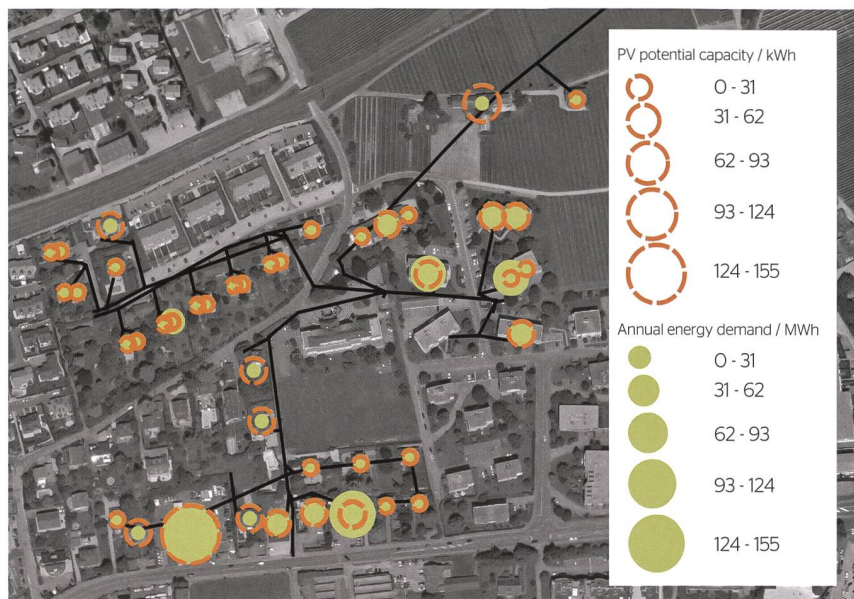 PV potential capacity / kWh
0 - 31
31 - 62
62 - 93
93 - 124
124 - 155
Annual energy demand / MWh
0 - 31
31 - 62
62 - 93
93 - 124
124 - 155